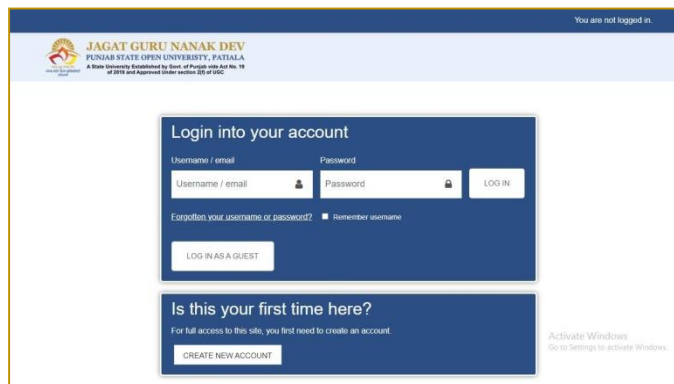 You are not logged in.
JAGAT GURU NANAK DEV
PUNJAB STATE OPEN UNIVERISTY, PATIALA
A State University Established by Govt. of Punjab vide Act No. 19
of 2019 and Approved Under section 2(f) of UGC
Login into your account
Username / email Password
Username / email Password LOG IN
Forgotten your username or password? Remember username
LOG IN AS A GUEST
Is this your first time here?
For full access to this site, you first need to create an account.
CREATE NEW ACCOUNT
Activate Windows
Go to Settings to activate Windows.